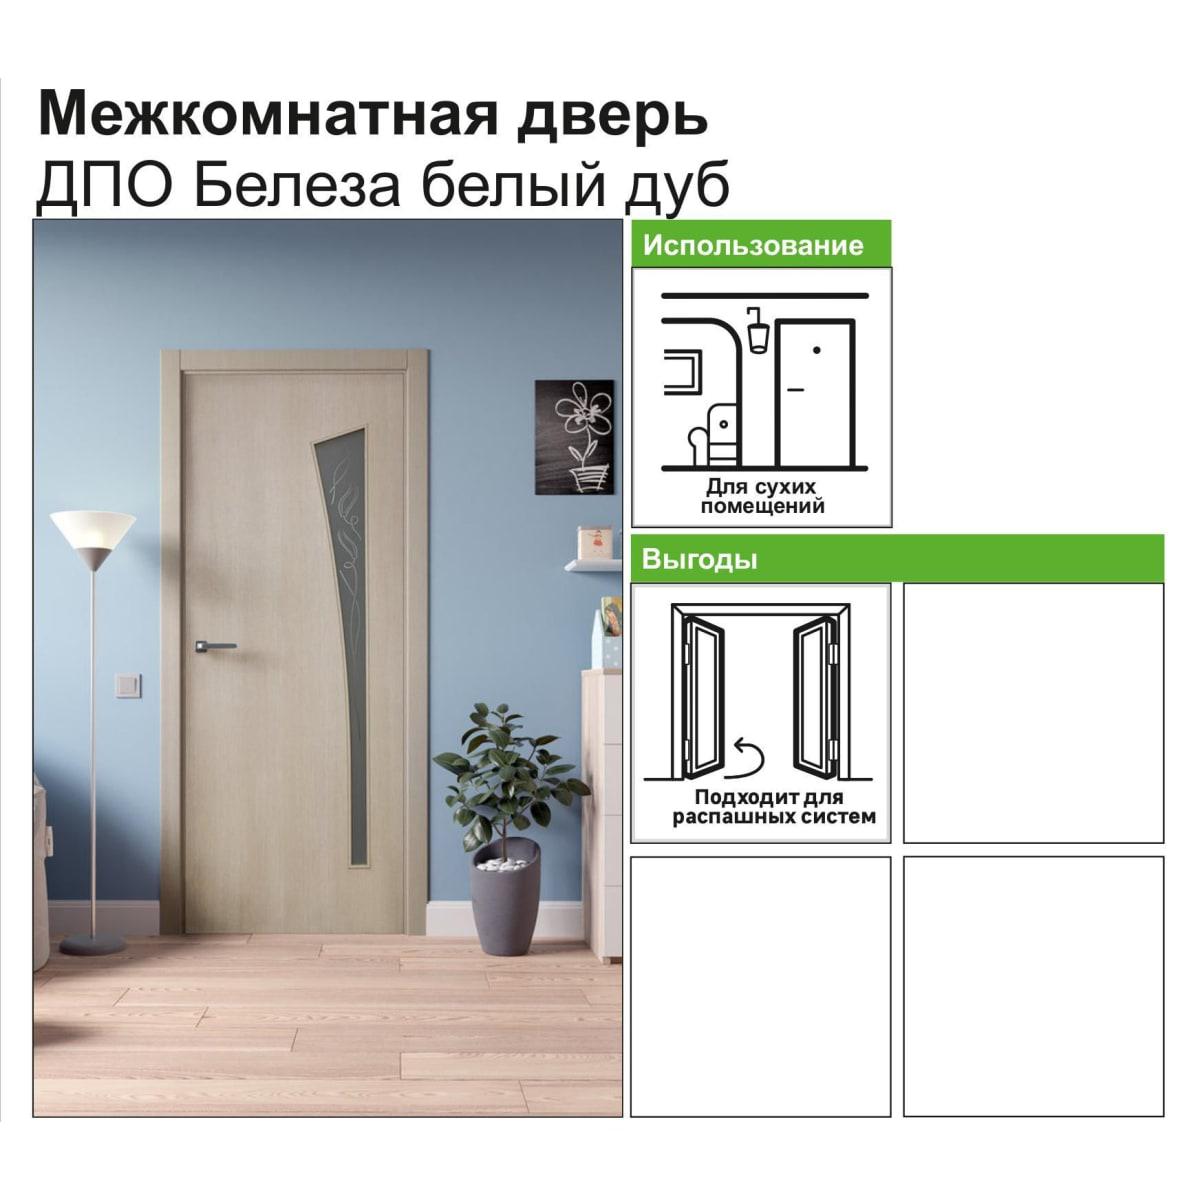 Межкомнатная дверь
ДПО Белеза белый дуб
Использование
Для сухих
помещений
Выгоды
Подходит для
распашных систем